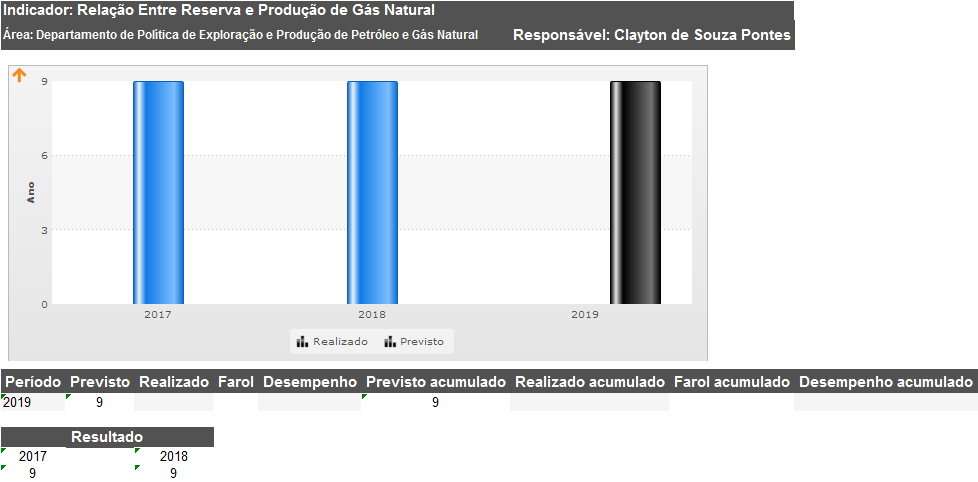 Indicador: Relação Entre Reserva e Produção de Gás Natural
Área: Departamento de Política de Exploração e Produção de Petróleo e Gás Natural Responsável: Clayton de Souza Pontes
9
6
3
0
Ano
2017 2018 2019
Realizado Previsto
Período Previsto Realizado Farol Desempenho Previsto acumulado Realizado acumulado Farol acumulado Desempenho acumulado
2019 9 9
Resultado
2017 2018
9 9